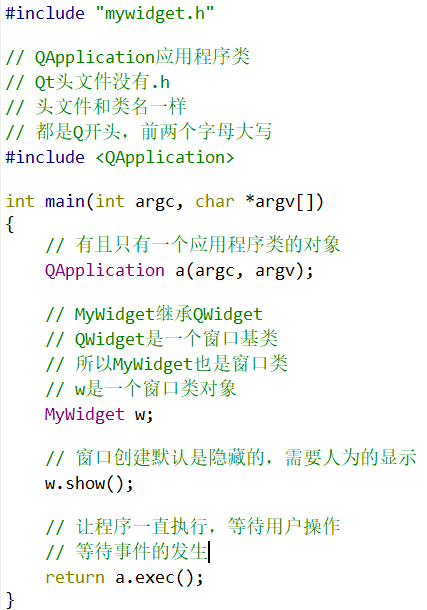 #include "mywidget.h"
// QApplication应用程序类
// Qt头文件没有.h
// 头文件和类名一样
// 都是Q开头，前两个字母大写
#include <QApplication>
int main(int argc, char *argv[])
{
// 有且只有一个应用程序类的对象
QApplication a(argc, argv);
// MyWidget继承QWidget
// QWidget是一个窗口基类
// 所以MyWidget也是窗口类
// w是一个窗口类对象
MyWidget w;
// 窗口创建默认是隐藏的，需要人为的显示
w.show();
// 让程序一直执行，等待用户操作
// 等待事件的发生
return a.exec();
}